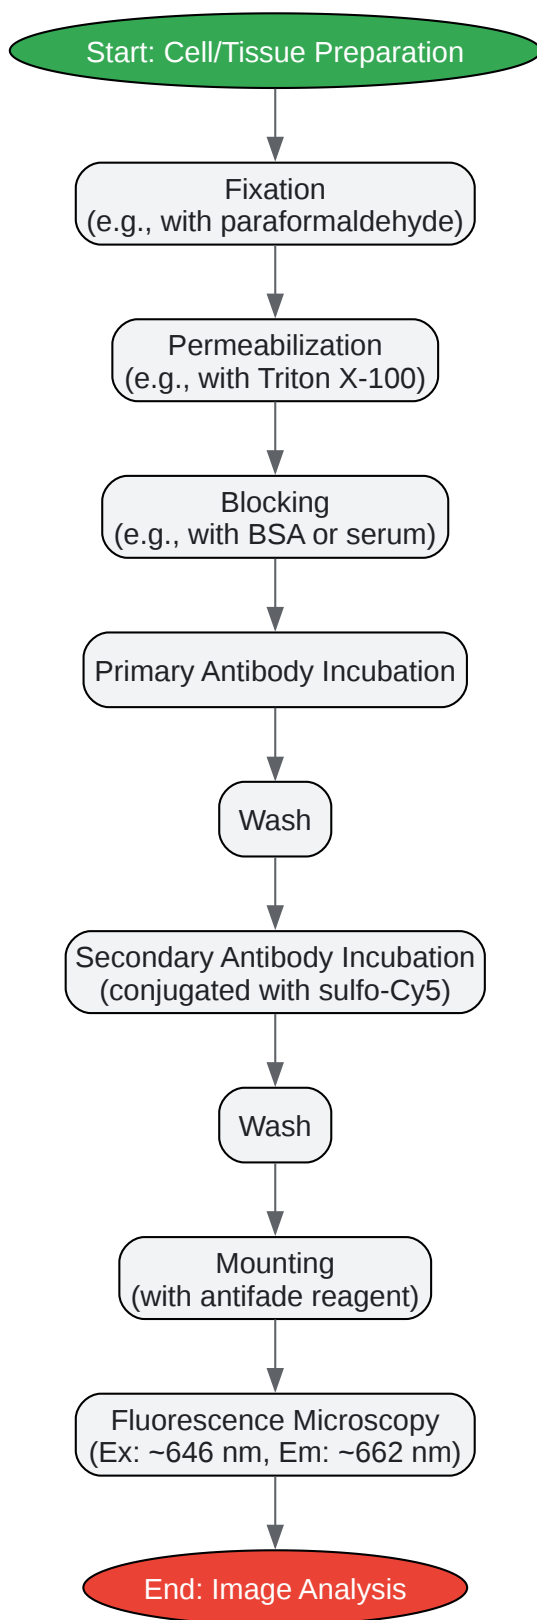 Start: Cell/Tissue Preparation
Fixation
(e.g., with paraformaldehyde)
Permeabilization
(e.g., with Triton X-100)
Blocking
(e.g., with BSA or serum)
Primary Antibody Incubation
Wash
Secondary Antibody Incubation
(conjugated with sulfo-Cy5)
Wash
Mounting
(with antifade reagent)
Fluorescence Microscopy
(Ex: ~646 nm, Em: ~662 nm)
End: Image Analysis